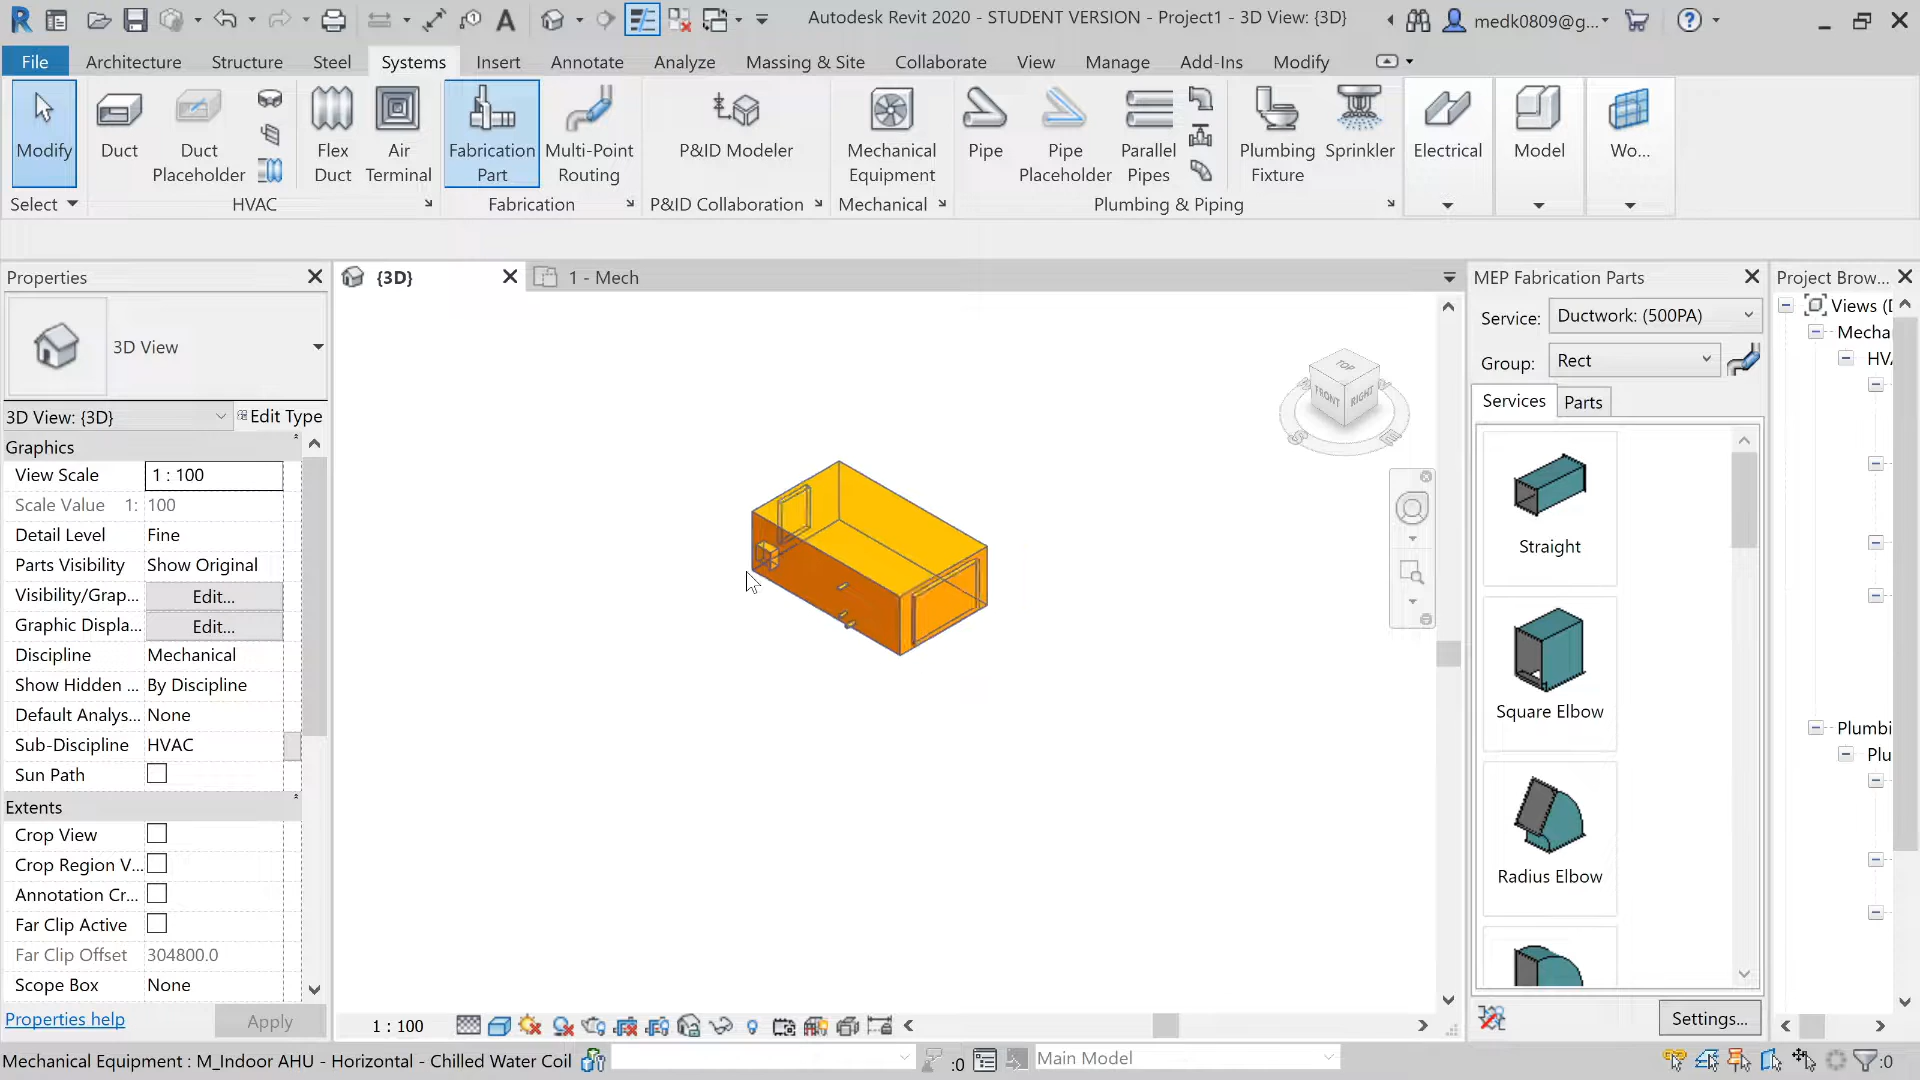 Autodesk Revit 2020 - STUDENT VERSION - Project1 - 3D View: {3D}
medk0809@g...
File Architecture Structure Steel Systems Insert Annotate Analyze Massing & Site Collaborate View Manage Add-Ins Modify
Modify Duct Duct Placeholder Flex Duct Air Terminal Fabrication Part Multi-Point Routing P&ID Modeler Mechanical Equipment Pipe Pipe Placeholder Parallel Pipes Plumbing Fixture Sprinkler Electrical Model Wo...
Select HVAC Fabrication P&ID Collaboration Mechanical Plumbing & Piping
Properties
{3D} 1 - Mech
MEP Fabrication Parts
Project Brow...
3D View
3D View: {3D} Edit Type
Graphics
View Scale 1 : 100
Scale Value 1: 100
Detail Level Fine
Parts Visibility Show Original
Visibility/Grap... Edit...
Graphic Displa... Edit...
Discipline Mechanical
Show Hidden ... By Discipline
Default Analys... None
Sub-Discipline HVAC
Sun Path
Extents
Crop View
Crop Region V...
Annotation Cr...
Far Clip Active
Far Clip Offset 304800.0
Scope Box None
Properties help Apply
TOP
FRONT RIGHT
S E
1 : 100
Service: Ductwork: (500PA)
Group: Rect
Services Parts
Straight
Square Elbow
Radius Elbow
Settings...
Views (
Mecha
HV
Plumbi
Plu
Mechanical Equipment : M_Indoor AHU - Horizontal - Chilled Water Coil
:0
Main Model
:0